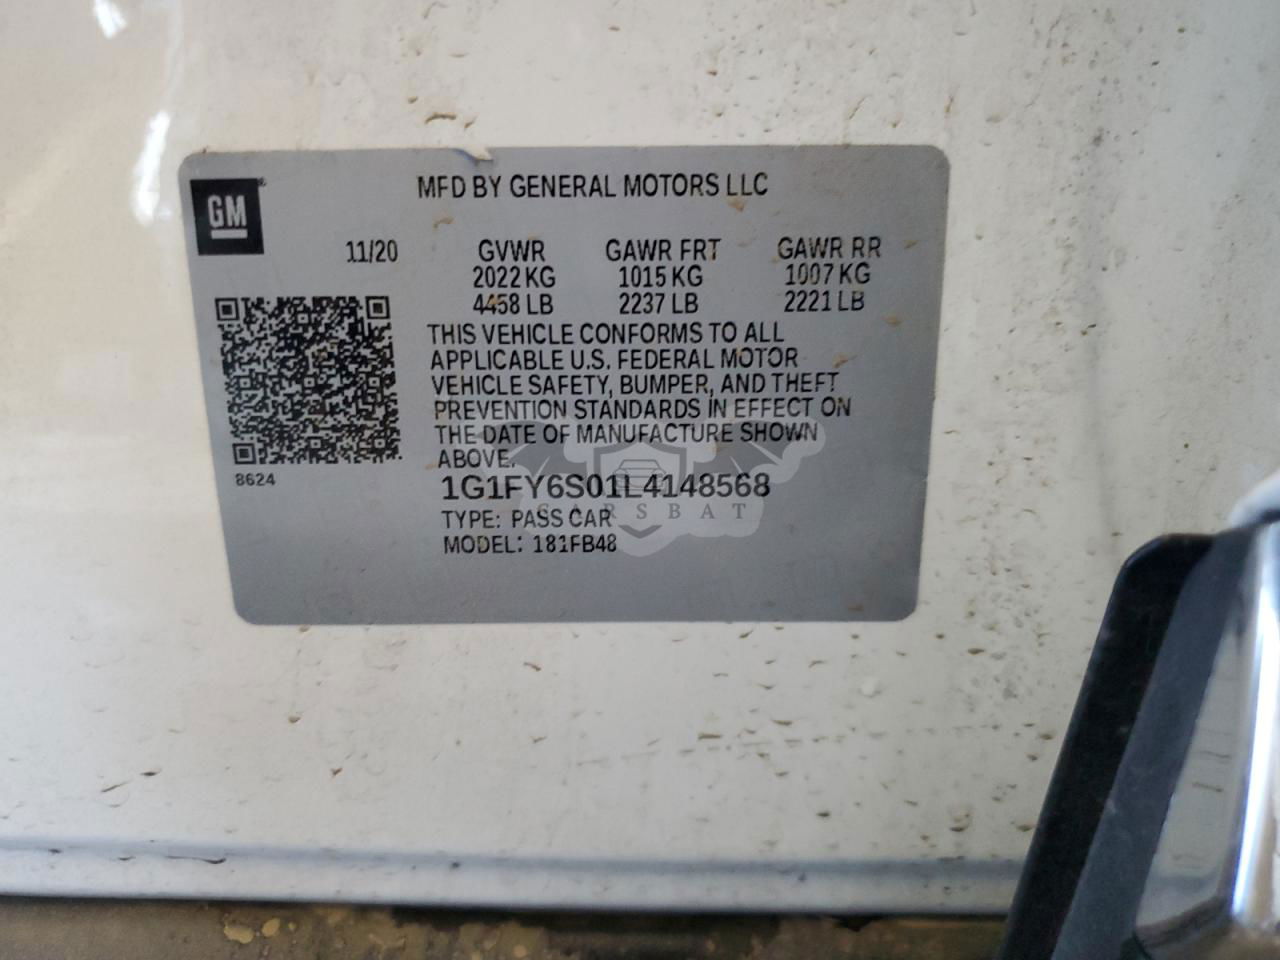 GM
MFD BY GENERAL MOTORS LLC
11/20 GVWR GAWR FRT GAWR RR
2022 KG 1015 KG 1007 KG
4458 LB 2237 LB 2221 LB
THIS VEHICLE CONFORMS TO ALL
APPLICABLE U.S. FEDERAL MOTOR
VEHICLE SAFETY, BUMPER, AND THEFT
PREVENTION STANDARDS IN EFFECT ON
THE DATE OF MANUFACTURE SHOWN
ABOVE.
8624
1G1FY6S01L4148568
CARSBAT
TYPE: PASS CAR
MODEL: 181FB48